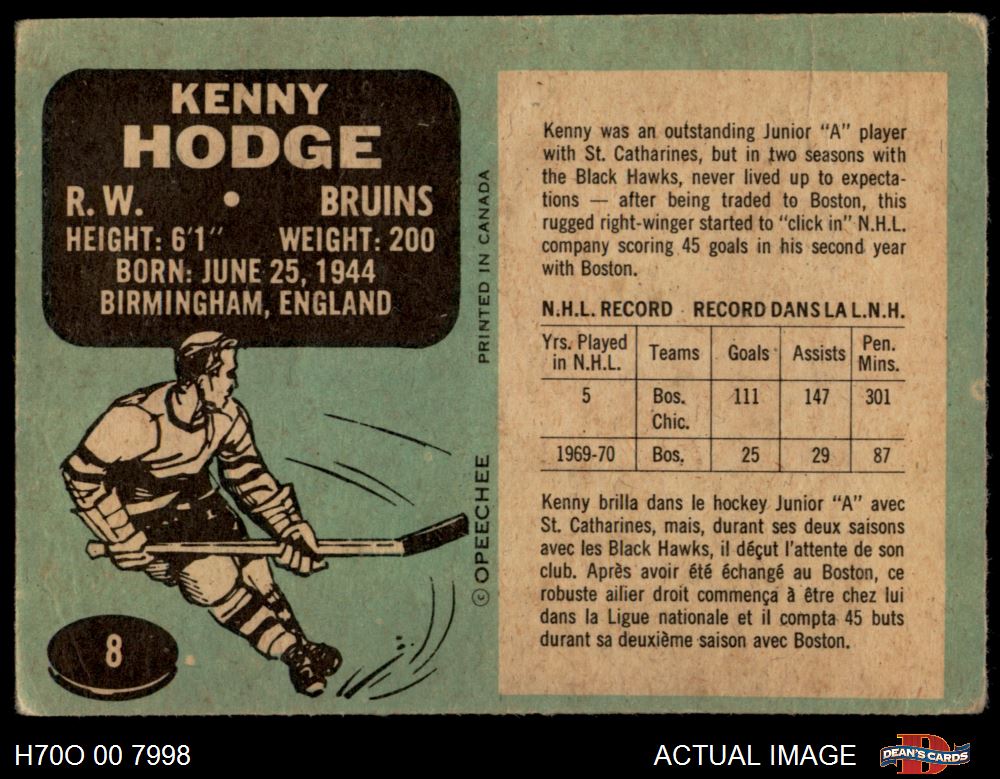 KENNY
HODGE
R. W. • BRUINS
HEIGHT: 6'1" WEIGHT: 200
BORN: JUNE 25, 1944
BIRMINGHAM, ENGLAND
8
© OPEECHEE PRINTED IN CANADA
Kenny was an outstanding Junior "A" player
with St. Catharines, but in two seasons with
the Black Hawks, never lived up to expecta-
tions — after being traded to Boston, this
rugged right-winger started to "click in" N.H.L.
company scoring 45 goals in his second year
with Boston.
N.H.L. RECORD RECORD DANS LA L.N.H.
Yrs. Played in N.H.L. Teams Goals Assists Pen. Mins.
5 Bos. Chic. 111 147 301
1969-70 Bos. 25 29 87
Kenny brilla dans le hockey Junior "A" avec
St. Catharines, mais, durant ses deux saisons
avec les Black Hawks, il déçut l'attente de son
club. Après avoir été échangé au Boston, ce
robuste ailier droit commença à être chez lui
dans la Ligue nationale et il compta 45 buts
durant sa deuxième saison avec Boston.
H70O 00 7998
ACTUAL IMAGE
DEAN'S CARDS